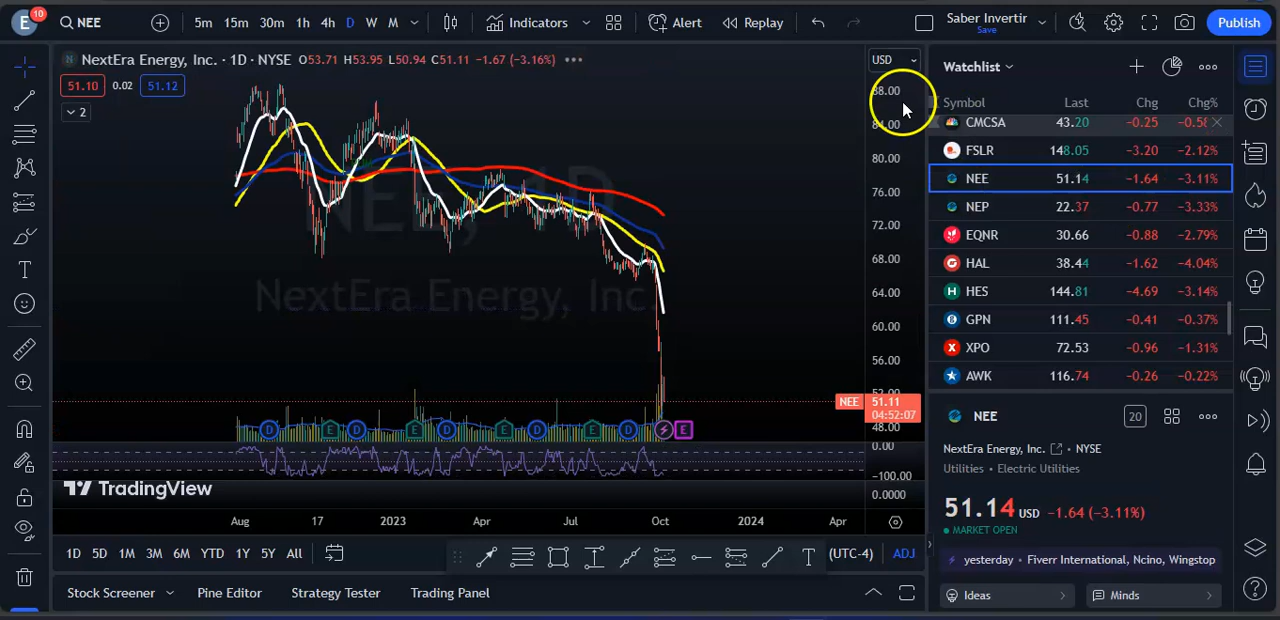 E 10 NEE 5m 15m 30m 1h 4h D W M Indicators Alert Replay Saber Invertir Save Publish
NextEra Energy, Inc. · 1D · NYSE O53.71 H53.95 L50.94 C51.11 −1.67 (−3.16%)
51.10 0.02 51.12
2
USD
88.00
84.00
80.00
76.00
72.00
68.00
64.00
60.00
56.00
52.00
NEE 51.11
04:52:07
48.00
0.00
−100.00
0.0000
NEE, 1D
NextEra Energy, Inc.
D E D E D E D E D E
TradingView
Aug 17 2023 Apr Jul Oct 2024 Apr
1D 5D 1M 3M 6M YTD 1Y 5Y All T (UTC-4) ADJ
Stock Screener Pine Editor Strategy Tester Trading Panel
Watchlist
Symbol Last Chg Chg%
CMCSA 43.20 −0.25
FSLR 148.05 −3.20 −2.12%
NEE 51.14 −1.64 −3.11%
NEP 22.37 −0.77 −3.33%
EQNR 30.66 −0.88 −2.79%
HAL 38.44 −1.62 −4.04%
H HES 144.81 −4.69 −3.14%
GPN 111.45 −0.41 −0.37%
XPO 72.53 −0.96 −1.31%
AWK 116.74 −0.26 −0.22%
NEE 20
NextEra Energy, Inc. NYSE
Utilities • Electric Utilities
51.14 USD −1.64 (−3.11%)
MARKET OPEN
yesterday • Fiverr International, Ncino, Wingstop
Ideas Minds